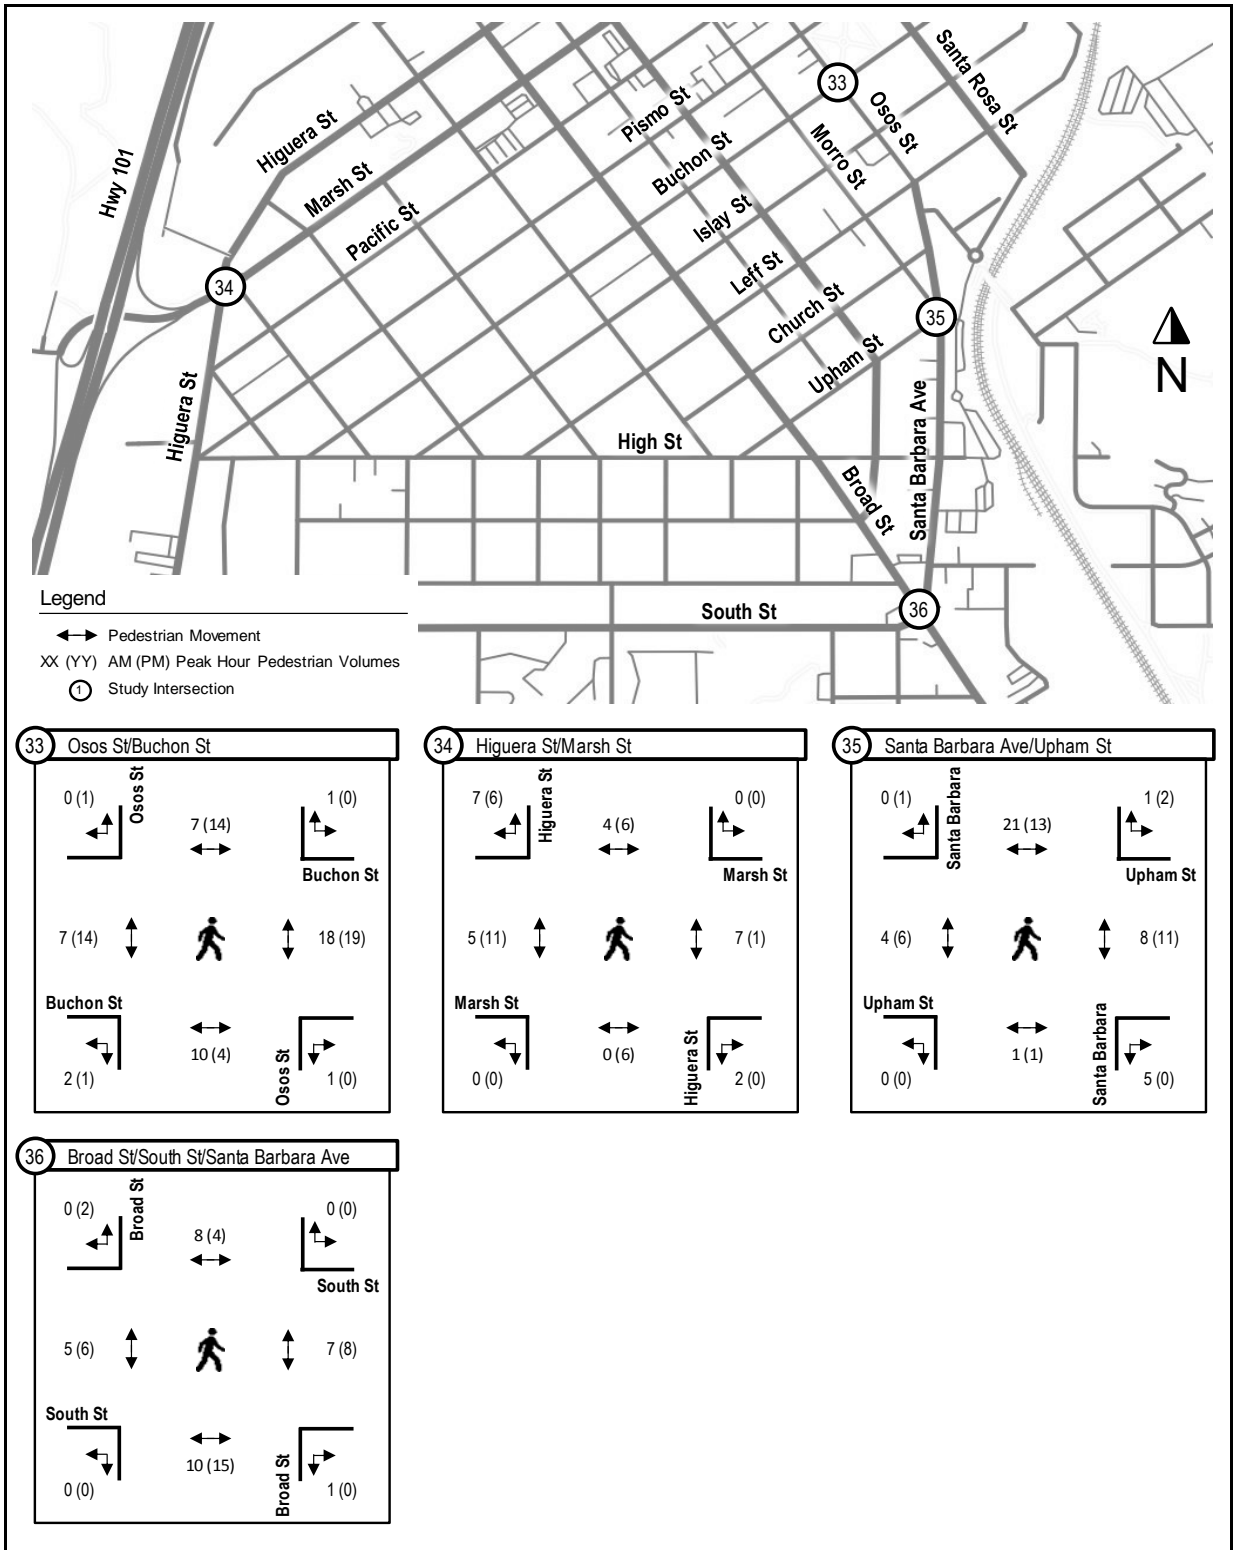 Santa Rosa St
33
Osos St
Pismo St
Higuera St
Morro St
Buchon St
Hwy 101
Marsh St
Islay St
Pacific St
Leff St
34
Church St
35
N
Upham St
Higuera St
High St
Santa Barbara Ave
Broad St
South St
36
Legend
Pedestrian Movement
XX (YY) AM (PM) Peak Hour Pedestrian Volumes
1 Study Intersection
33 Osos St/Buchon St
Osos St
0 (1)
7 (14)
1 (0)
Buchon St
7 (14)
18 (19)
Buchon St
10 (4)
Osos St
2 (1)
1 (0)
34 Higuera St/Marsh St
Higuera St
7 (6)
4 (6)
0 (0)
Marsh St
5 (11)
7 (1)
Marsh St
0 (6)
Higuera St
0 (0)
2 (0)
35 Santa Barbara Ave/Upham St
Santa Barbara
0 (1)
21 (13)
1 (2)
Upham St
4 (6)
8 (11)
Upham St
1 (1)
Santa Barbara
0 (0)
5 (0)
36 Broad St/South St/Santa Barbara Ave
Broad St
0 (2)
8 (4)
0 (0)
South St
5 (6)
7 (8)
South St
10 (15)
Broad St
0 (0)
1 (0)